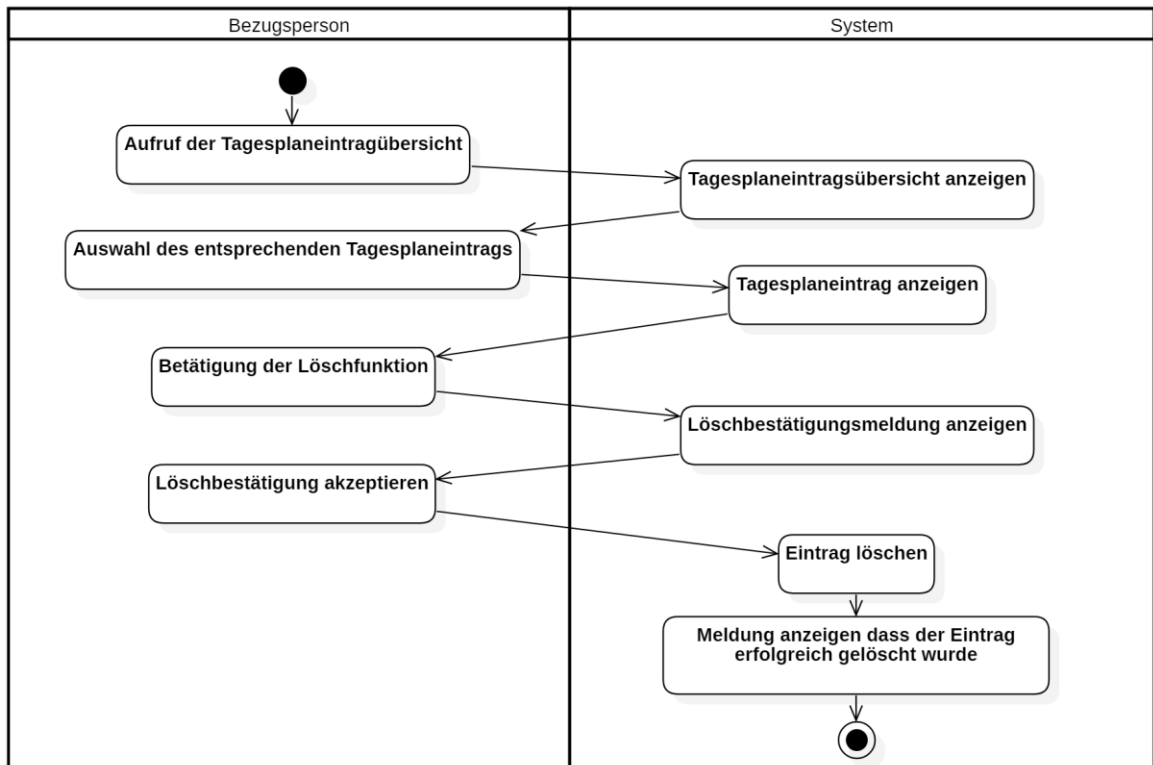 Bezugsperson
System
Aufruf der Tagesplaneintragübersicht
Tagesplaneintragsübersicht anzeigen
Auswahl des entsprechenden Tagesplaneintrags
Tagesplaneintrag anzeigen
Betätigung der Löschfunktion
Löschbestätigungsmeldung anzeigen
Löschbestätigung akzeptieren
Eintrag löschen
Meldung anzeigen dass der Eintrag
erfolgreich gelöscht wurde